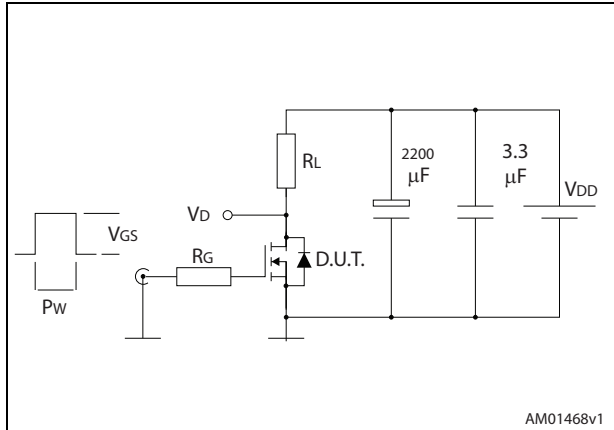 RL
2200
μF
3.3
μF
VDD
VD
VGS
RG
D.U.T.
PW
AM01468v1